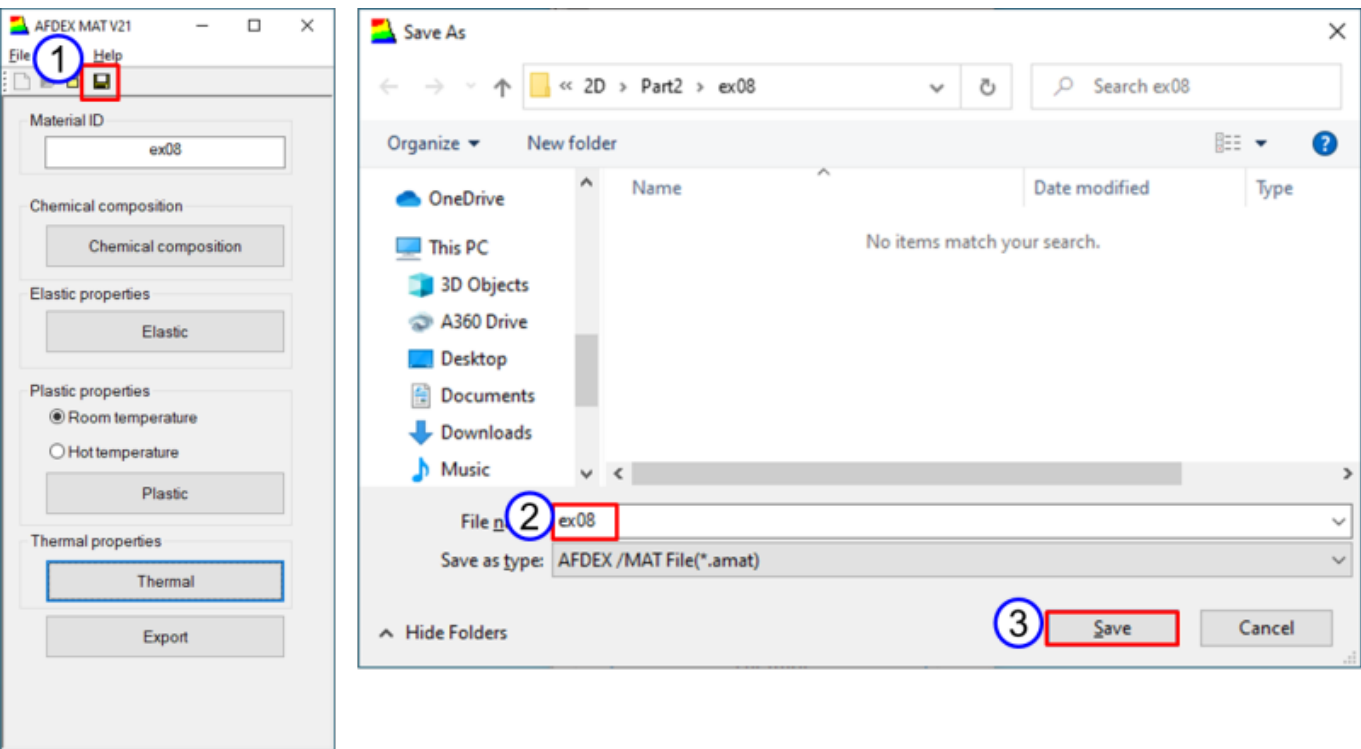 AFDEX MAT V21
File Help
1
Material ID
ex08
Chemical composition
Chemical composition
Elastic properties
Elastic
Plastic properties
Room temperature
Hot temperature
Plastic
Thermal properties
Thermal
Export
Save As
« 2D › Part2 › ex08
Search ex08
Organize New folder
Name Date modified Type
No items match your search.
OneDrive
This PC
3D Objects
A360 Drive
Desktop
Documents
Downloads
Music
File 2 ex08
Save as type: AFDEX /MAT File(*.amat)
Hide Folders
3 Save Cancel